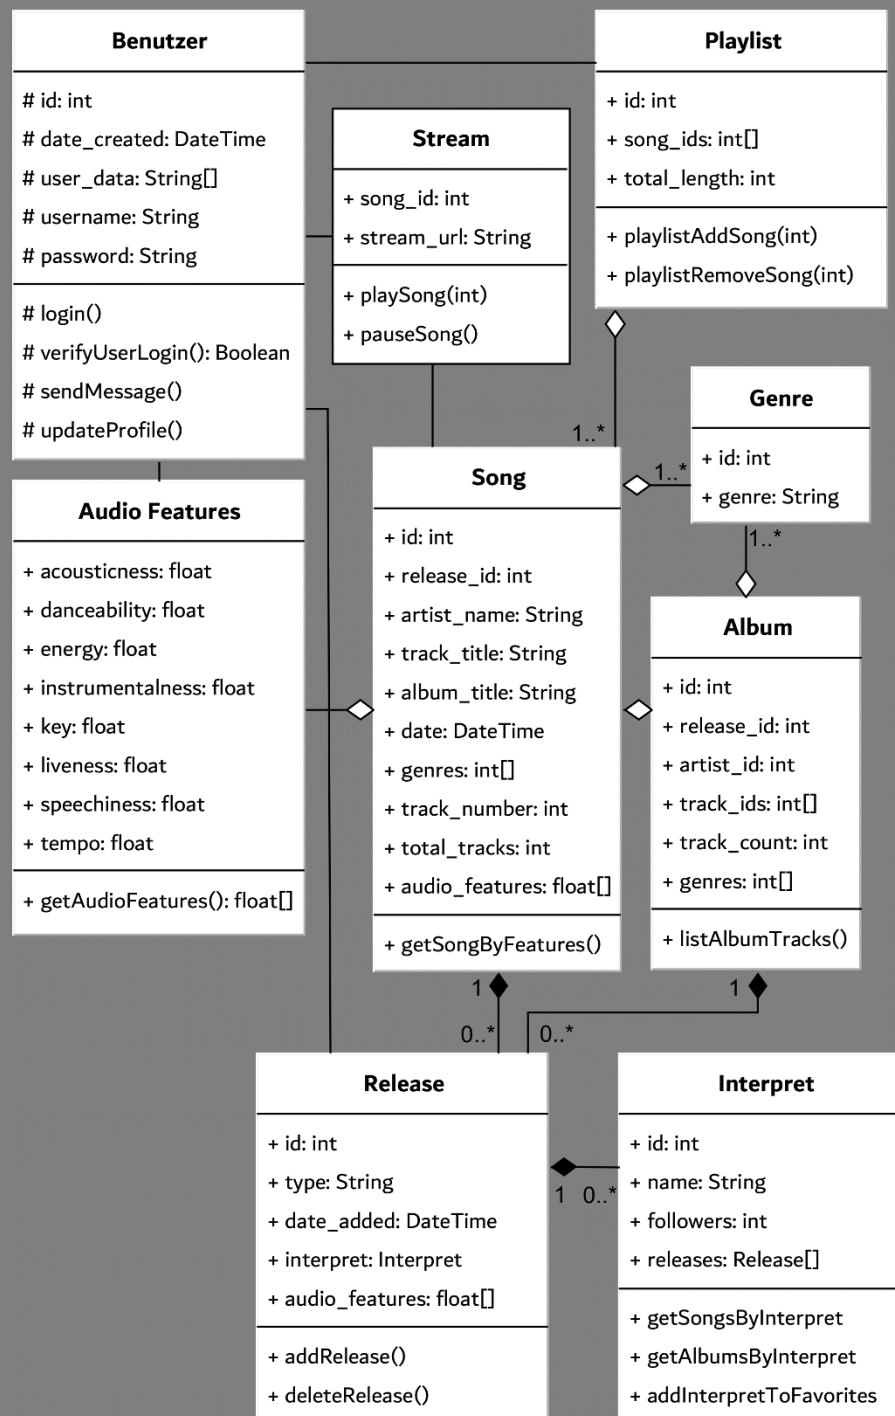 Benutzer
# id: int
# date_created: DateTime
# user_data: String[]
# username: String
# password: String
# login()
# verifyUserLogin(): Boolean
# sendMessage()
# updateProfile()
Stream
+ song_id: int
+ stream_url: String
+ playSong(int)
+ pauseSong()
Playlist
+ id: int
+ song_ids: int[]
+ total_length: int
+ playlistAddSong(int)
+ playlistRemoveSong(int)
1..*
Genre
+ id: int
+ genre: String
1..*
1..*
Audio Features
+ acousticness: float
+ danceability: float
+ energy: float
+ instrumentalness: float
+ key: float
+ liveness: float
+ speechiness: float
+ tempo: float
+ getAudioFeatures(): float[]
Song
+ id: int
+ release_id: int
+ artist_name: String
+ track_title: String
+ album_title: String
+ date: DateTime
+ genres: int[]
+ track_number: int
+ total_tracks: int
+ audio_features: float[]
+ getSongByFeatures()
Album
+ id: int
+ release_id: int
+ artist_id: int
+ track_ids: int[]
+ track_count: int
+ genres: int[]
+ listAlbumTracks()
1
1
0..*
0..*
Release
+ id: int
+ type: String
+ date_added: DateTime
+ interpret: Interpret
+ audio_features: float[]
+ addRelease()
+ deleteRelease()
1
0..*
Interpret
+ id: int
+ name: String
+ followers: int
+ releases: Release[]
+ getSongsByInterpret
+ getAlbumsByInterpret
+ addInterpretToFavorites